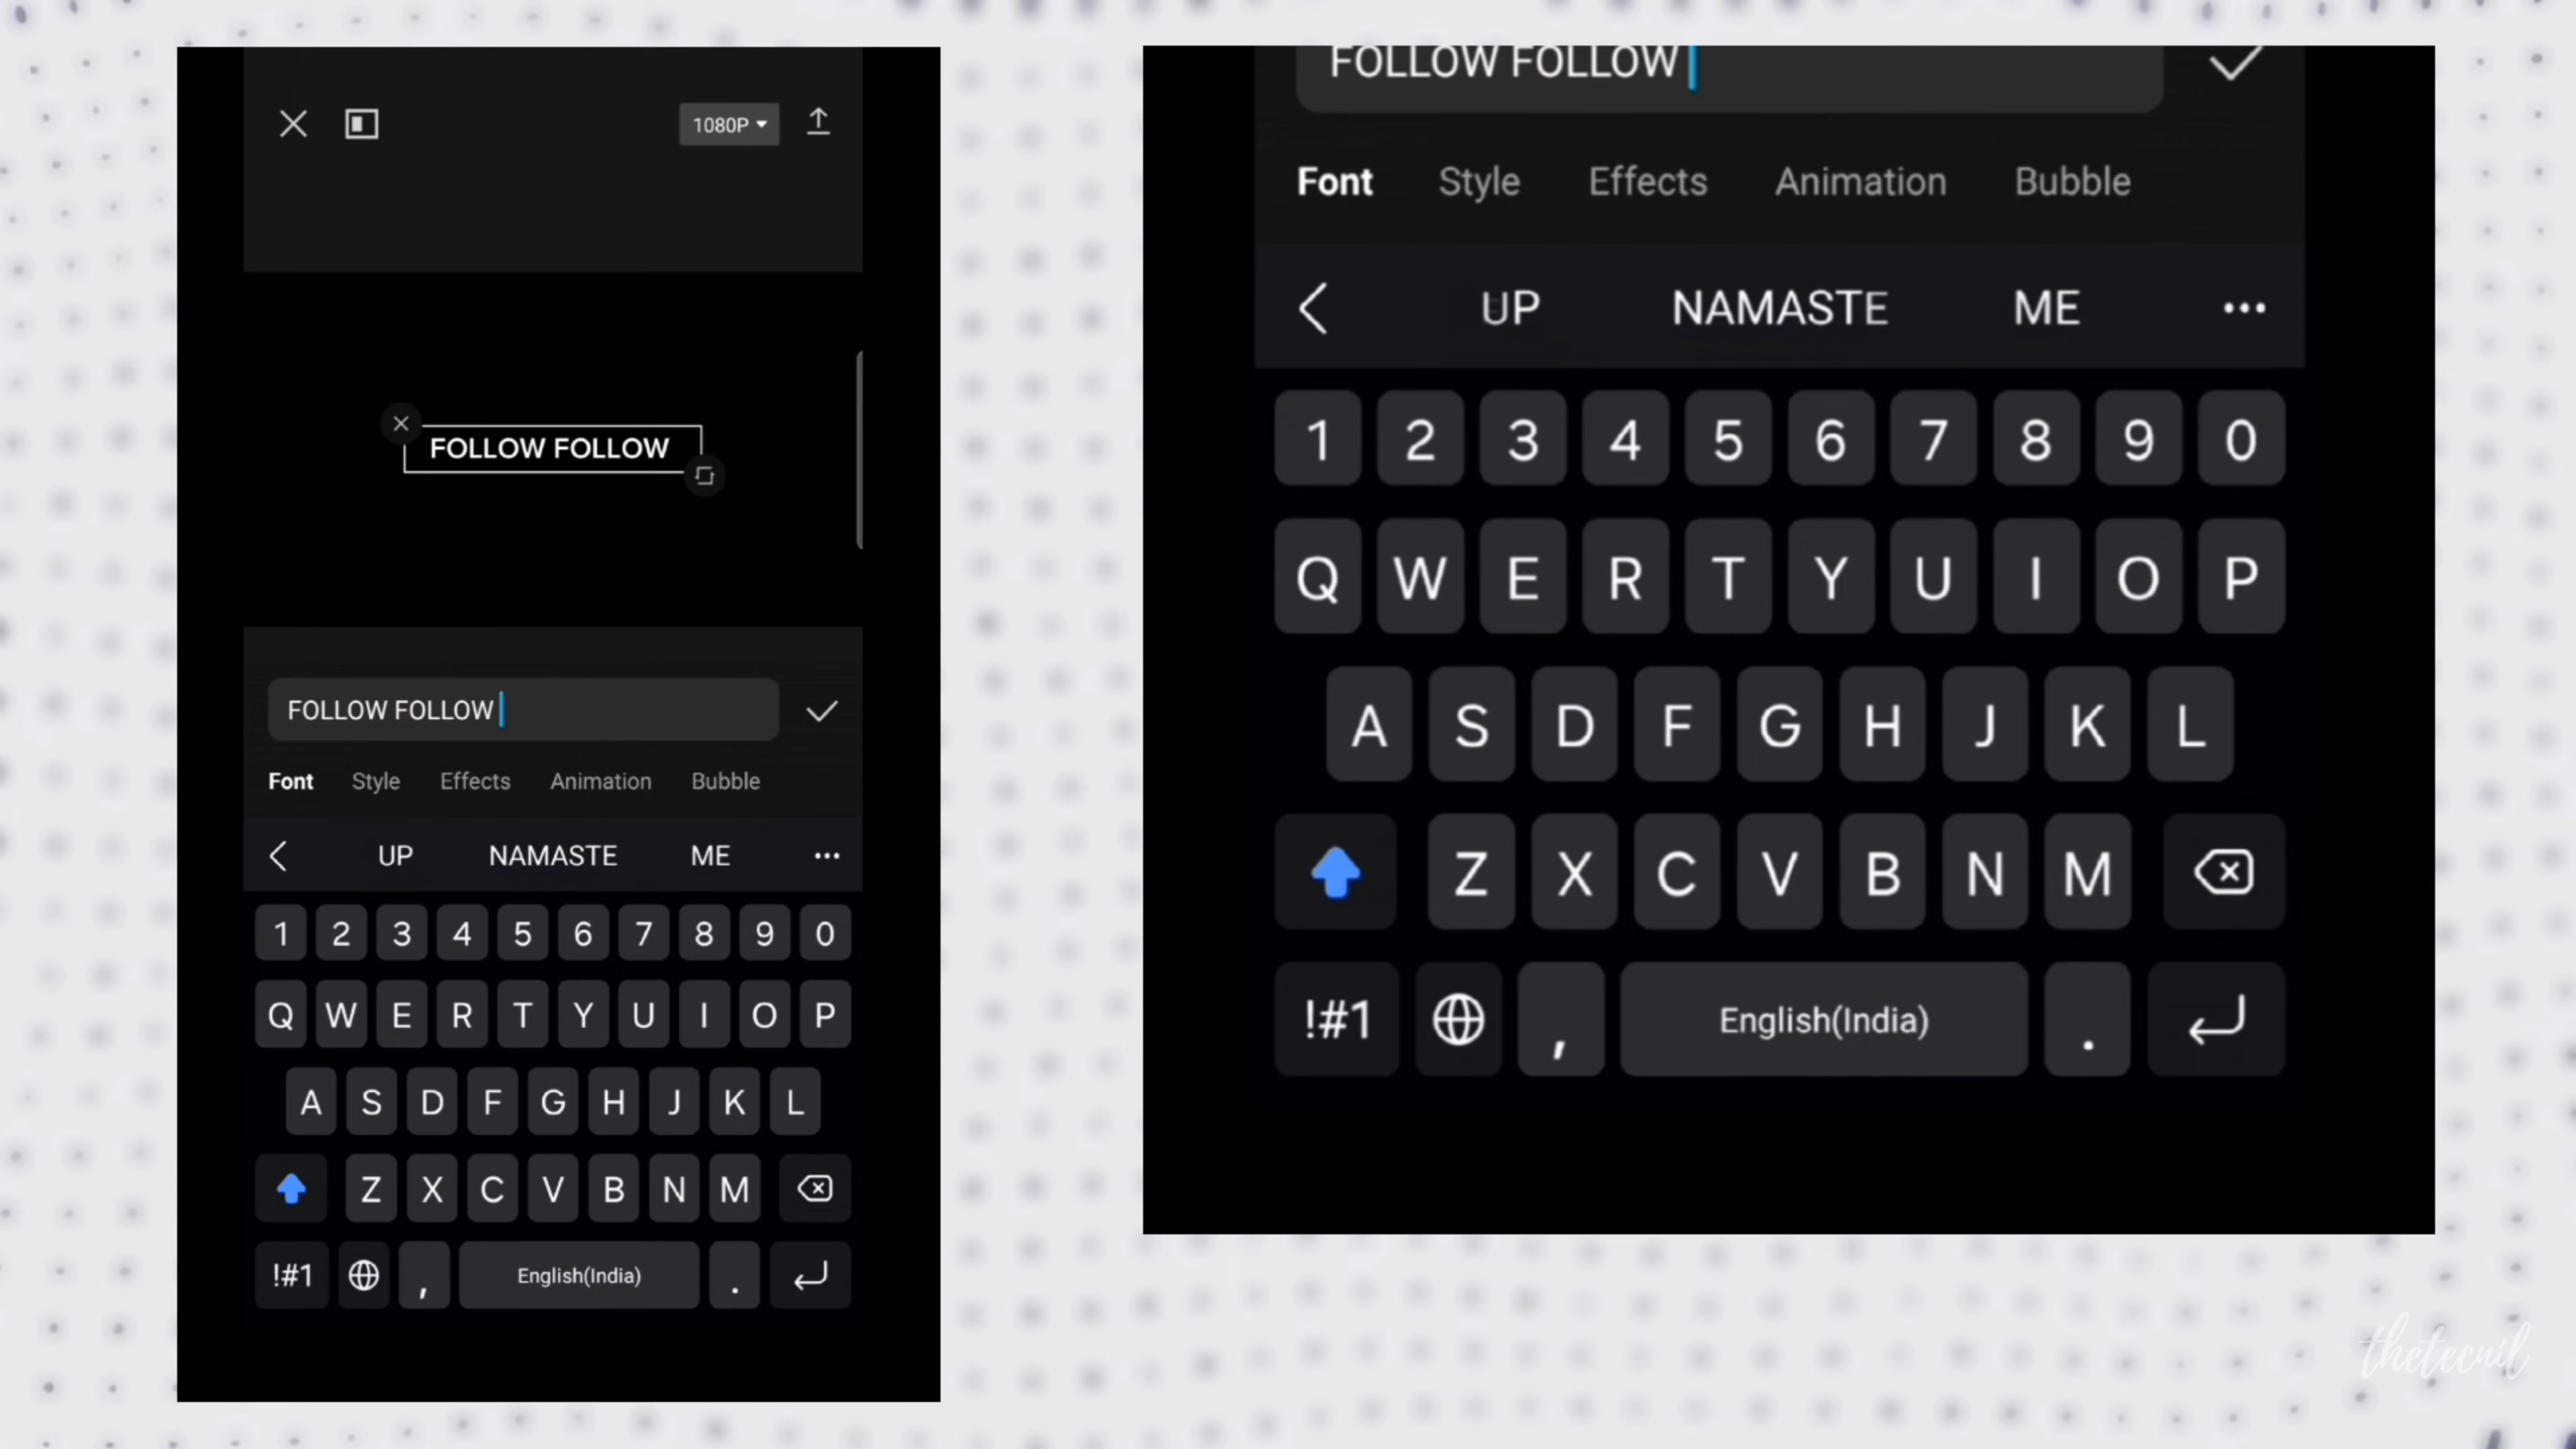 1080P
FOLLOW FOLLOW
FOLLOW FOLLOW
Font Style Effects Animation Bubble
UP NAMASTE ME ...
1 2 3 4 5 6 7 8 9 0
Q W E R T Y U I O P
A S D F G H J K L
Z X C V B N M
!#1 , English(India) .
FOLLOW FOLLOW
Font Style Effects Animation Bubble
UP NAMASTE ME ...
1 2 3 4 5 6 7 8 9 0
Q W E R T Y U I O P
A S D F G H J K L
Z X C V B N M
!#1 , English(India) .
thetecnil